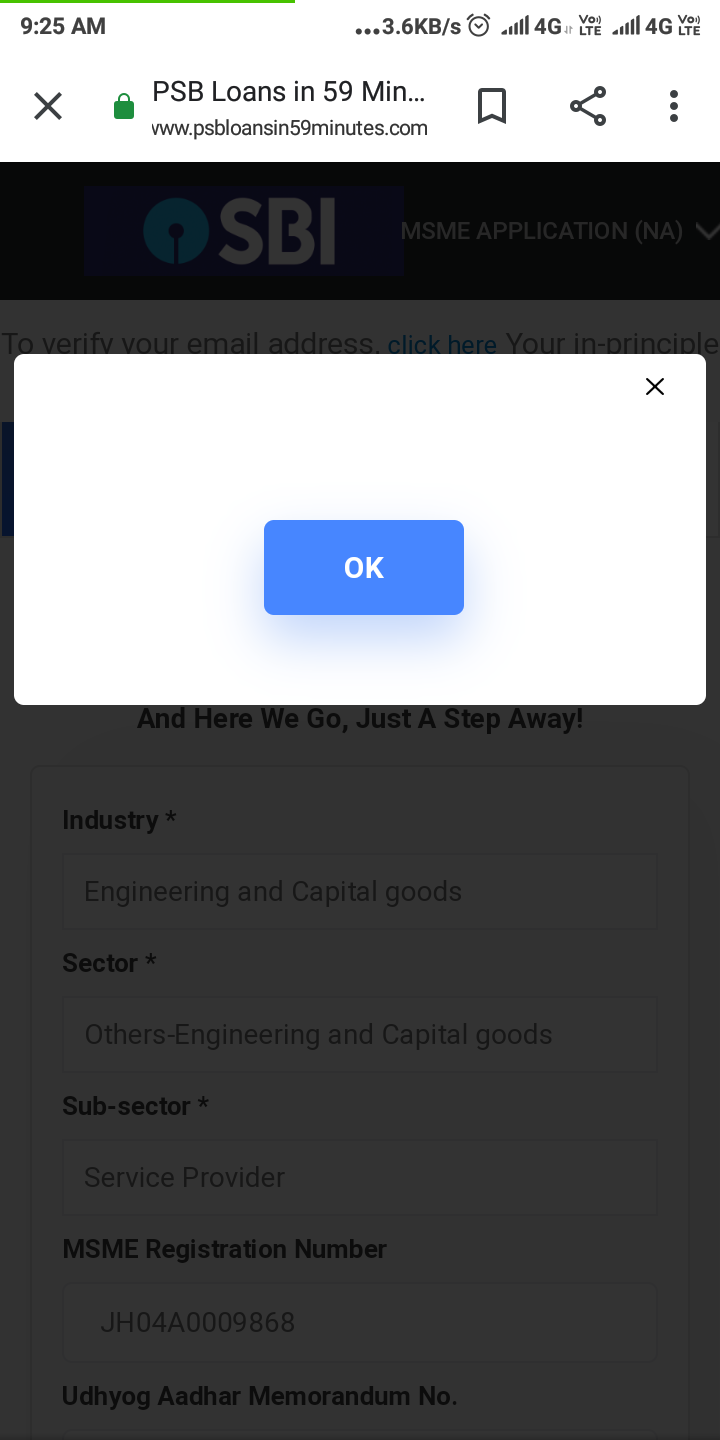 9:25 AM
...3.6KB/s 4G Vo)) LTE 4G Vo)) LTE
PSB Loans in 59 Min...
www.psbloansin59minutes.com
SBI
MSME APPLICATION (NA)
To verify your email address, click here Your in-principle
OK
And Here We Go, Just A Step Away!
Industry *
Engineering and Capital goods
Sector *
Others-Engineering and Capital goods
Sub-sector *
Service Provider
MSME Registration Number
JH04A0009868
Udhyog Aadhar Memorandum No.